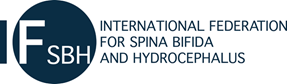 IF SBH
INTERNATIONAL FEDERATION
FOR SPINA BIFIDA
AND HYDROCEPHALUS